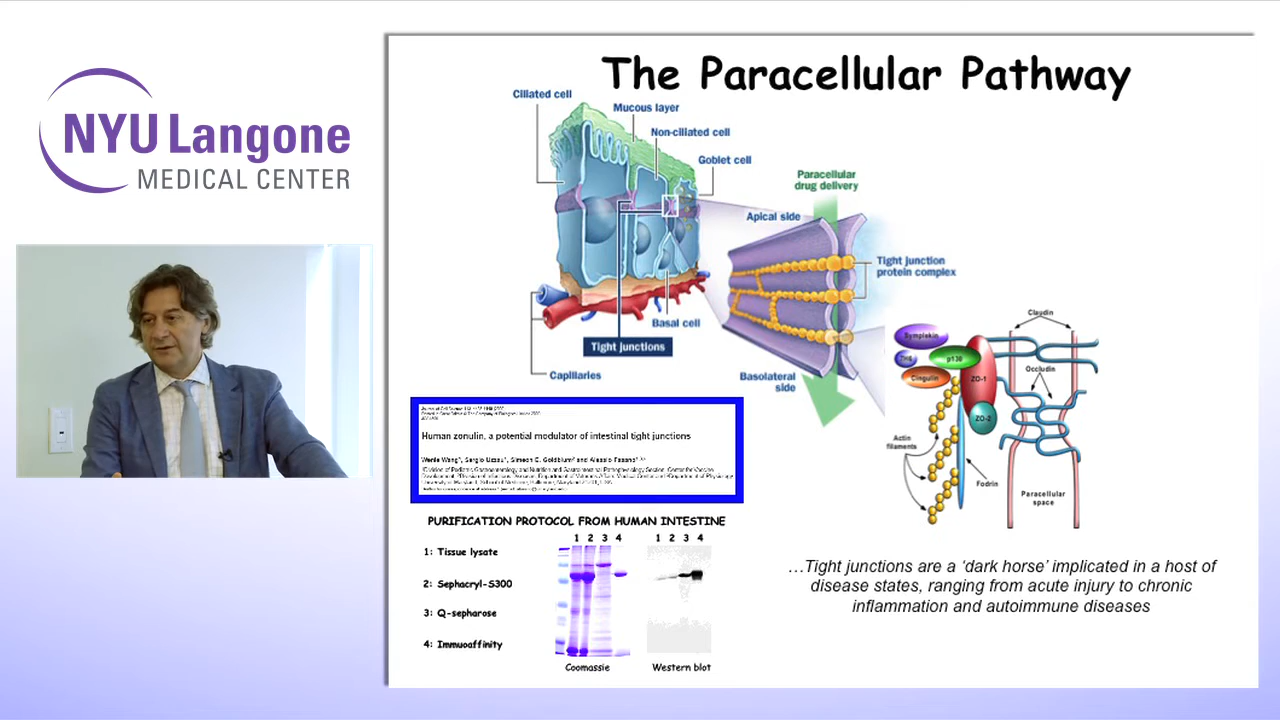 NYU Langone
MEDICAL CENTER
The Paracellular Pathway
Ciliated cell
Mucous layer
Non-ciliated cell
Goblet cell
Paracellular
drug delivery
Apical side
Tight junction
protein complex
Basal cell
Tight junctions
Capillaries
Basolateral
side
Claudin
Symplekin
7H6
p130
Cingulin
ZO-1
ZO-2
Occludin
Actin
filaments
Fodrin
Paracellular
space
Human zonulin, a potential modulator of intestinal tight junctions
PURIFICATION PROTOCOL FROM HUMAN INTESTINE
1 2 3 4
1 2 3 4
1: Tissue lysate
2: Sephacryl-S300
3: Q-sepharose
4: Immuoaffinity
Coomassie
Western blot
…Tight junctions are a ‘dark horse’ implicated in a host of
disease states, ranging from acute injury to chronic
inflammation and autoimmune diseases